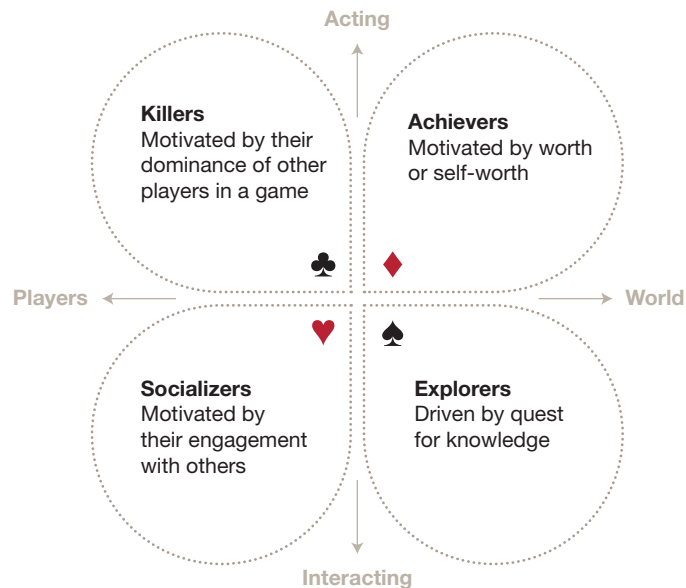 Acting
Killers
Motivated by their
dominance of other
players in a game
Achievers
Motivated by worth
or self-worth
Players
World
Socializers
Motivated by
their engagement
with others
Explorers
Driven by quest
for knowledge
Interacting